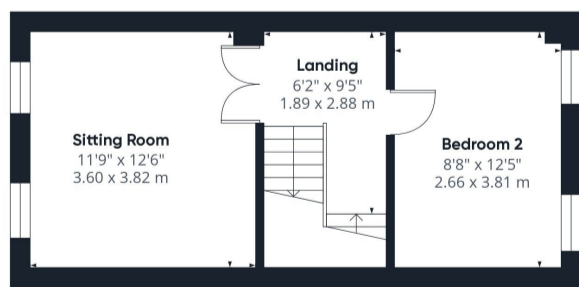 Landing
6'2" x 9'5"
1.89 x 2.88 m
Sitting Room
11'9" x 12'6"
3.60 x 3.82 m
Bedroom 2
8'8" x 12'5"
2.66 x 3.81 m